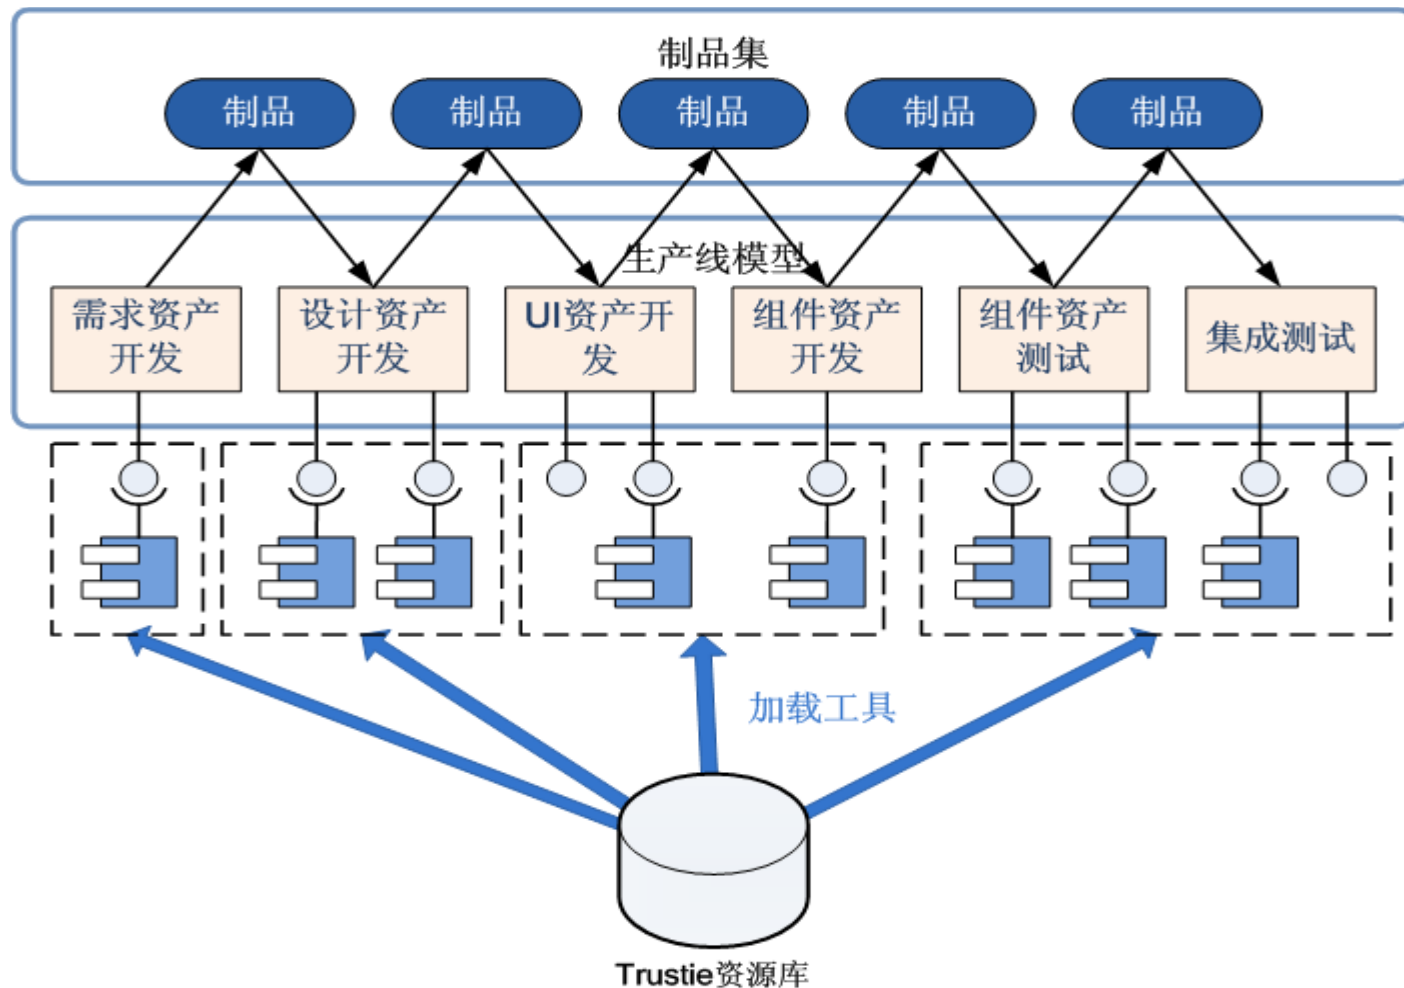 制品集
制品
制品
制品
制品
制品
生产线模型
需求资产
开发
设计资产
开发
UI资产开
发
组件资产
开发
组件资产
测试
集成测试
加载工具
Trustie资源库